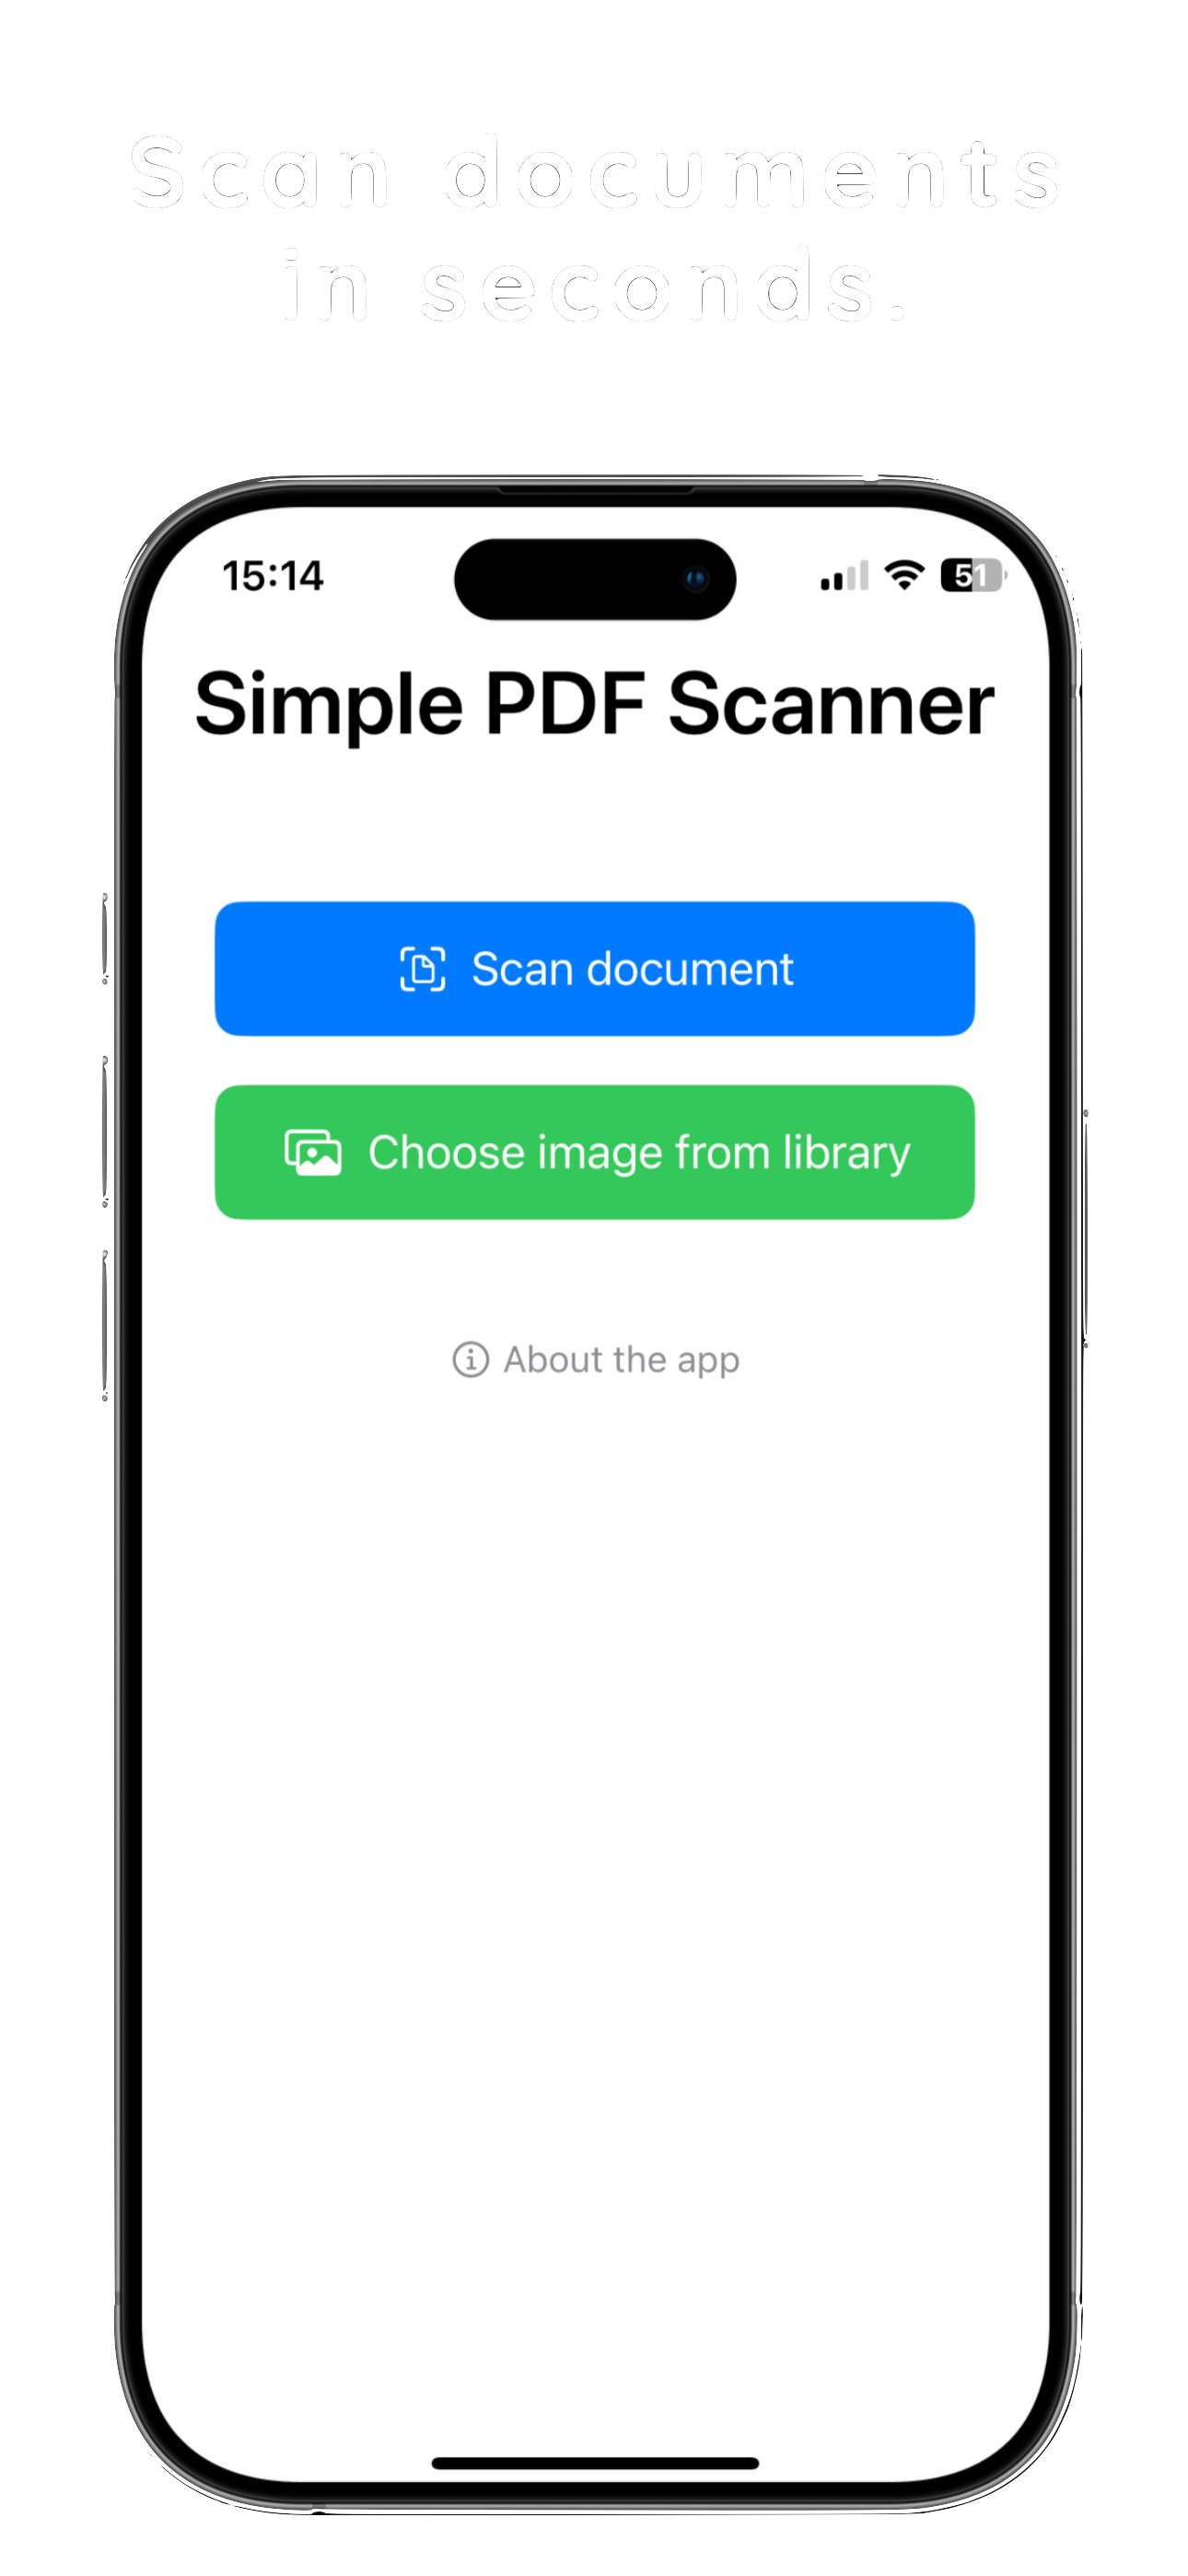 Scan documents
in seconds.
15:14
51
Simple PDF Scanner
Scan document
Choose image from library
About the app